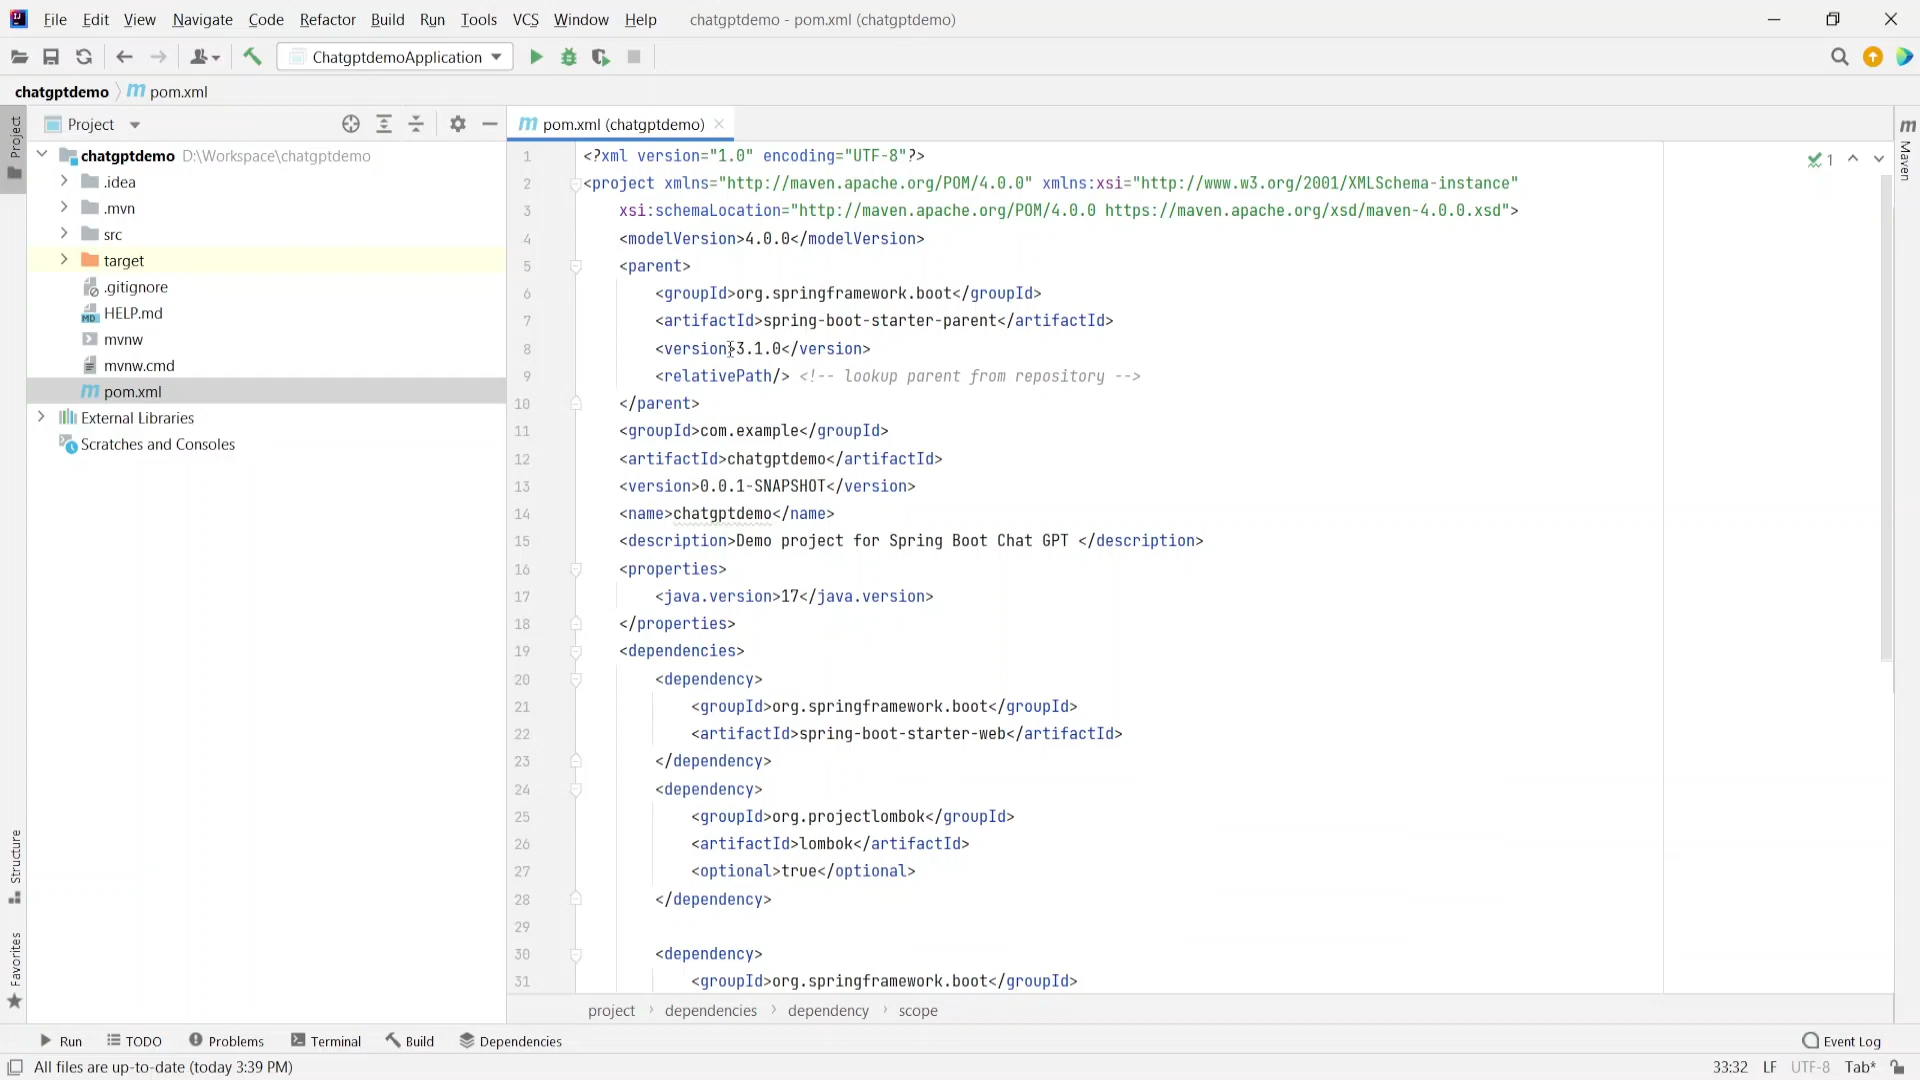 File Edit View Navigate Code Refactor Build Run Tools VCS Window Help chatgptdemo - pom.xml (chatgptdemo)
ChatgptdemoApplication
chatgptdemo pom.xml
Project
Project
pom.xml (chatgptdemo)
Maven
chatgptdemo D:\Workspace\chatgptdemo
.idea
.mvn
src
target
.gitignore
HELP.md
mvnw
mvnw.cmd
pom.xml
External Libraries
Scratches and Consoles
1 <?xml version="1.0" encoding="UTF-8"?>
2 <project xmlns="http://maven.apache.org/POM/4.0.0" xmlns:xsi="http://www.w3.org/2001/XMLSchema-instance"
3 xsi:schemaLocation="http://maven.apache.org/POM/4.0.0 https://maven.apache.org/xsd/maven-4.0.0.xsd">
4 <modelVersion>4.0.0</modelVersion>
5 <parent>
6 <groupId>org.springframework.boot</groupId>
7 <artifactId>spring-boot-starter-parent</artifactId>
8 <version>3.1.0</version>
9 <relativePath/> <!-- lookup parent from repository -->
10 </parent>
11 <groupId>com.example</groupId>
12 <artifactId>chatgptdemo</artifactId>
13 <version>0.0.1-SNAPSHOT</version>
14 <name>chatgptdemo</name>
15 <description>Demo project for Spring Boot Chat GPT </description>
16 <properties>
17 <java.version>17</java.version>
18 </properties>
19 <dependencies>
20 <dependency>
21 <groupId>org.springframework.boot</groupId>
22 <artifactId>spring-boot-starter-web</artifactId>
23 </dependency>
24 <dependency>
25 <groupId>org.projectlombok</groupId>
26 <artifactId>lombok</artifactId>
27 <optional>true</optional>
28 </dependency>
29
30 <dependency>
31 <groupId>org.springframework.boot</groupId>
1
Structure
Favorites
project dependencies dependency scope
Run TODO Problems Terminal Build Dependencies Event Log
All files are up-to-date (today 3:39 PM) 33:32 LF UTF-8 Tab*